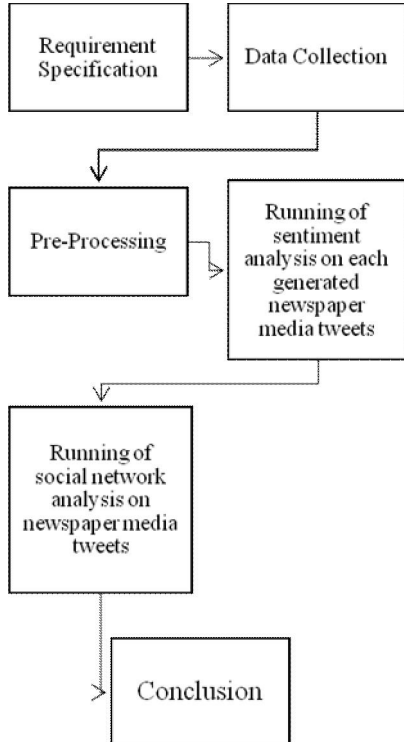 Requirement
Specification
Data Collection
Pre-Processing
Running of
sentiment
analysis on each
generated
newspaper
media tweets
Running of
social network
analysis on
newspaper media
tweets
Conclusion